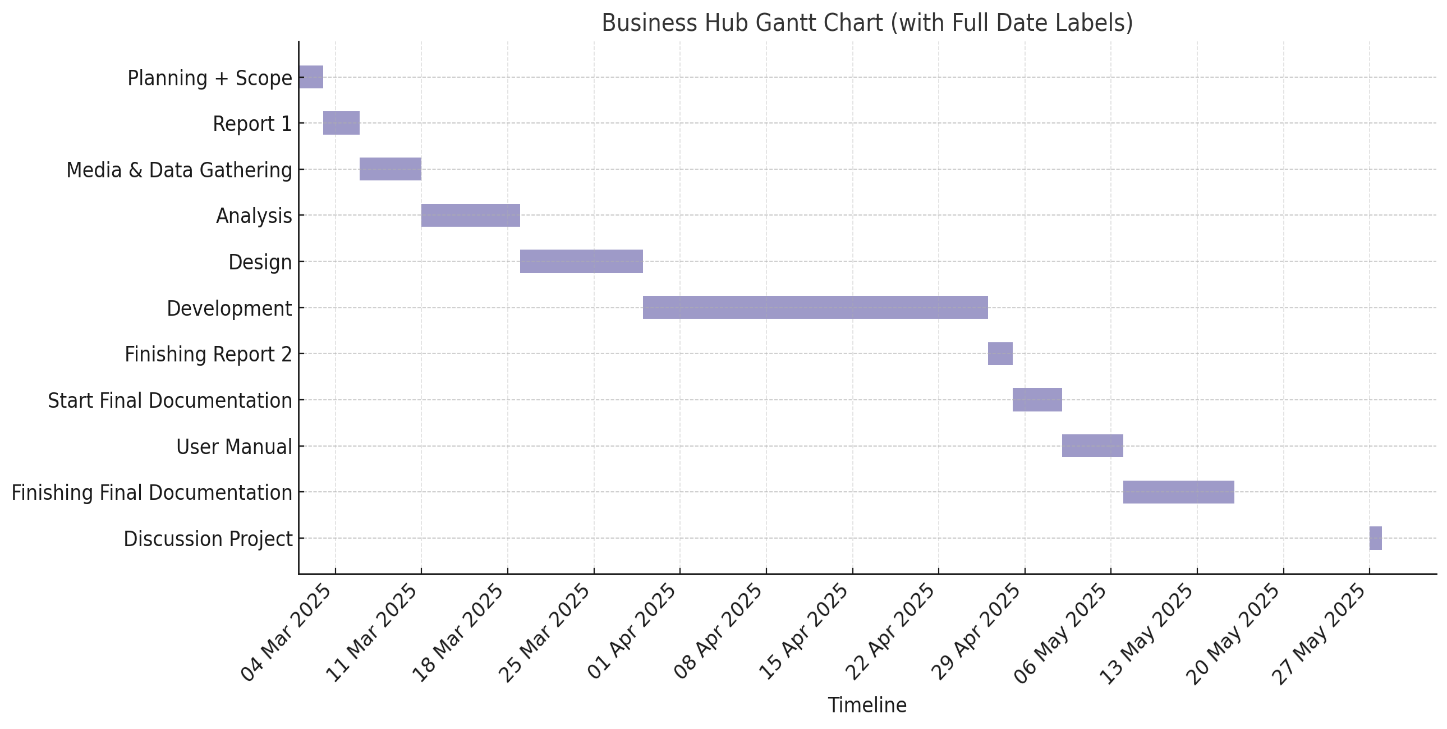 Business Hub Gantt Chart (with Full Date Labels)
Planning + Scope
Report 1
Media & Data Gathering
Analysis
Design
Development
Finishing Report 2
Start Final Documentation
User Manual
Finishing Final Documentation
Discussion Project
04 Mar 2025
11 Mar 2025
18 Mar 2025
25 Mar 2025
01 Apr 2025
08 Apr 2025
15 Apr 2025
22 Apr 2025
29 Apr 2025
06 May 2025
13 May 2025
20 May 2025
27 May 2025
Timeline